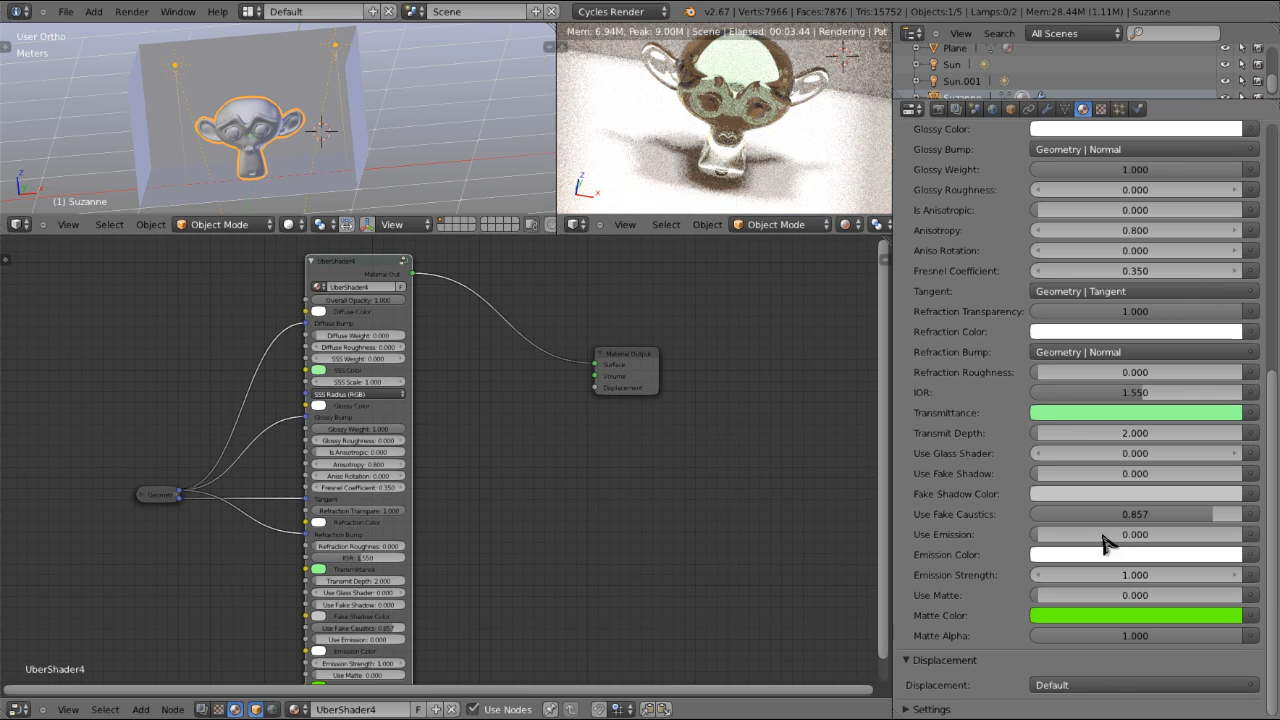 File Add Render Window Help Default Scene Cycles Render v2.67 | Verts:7966 | Faces:7876 | Tris:15752 | Objects:1/5 | Lamps:0/2 | Mem:28.44M (1.11M) | Suzanne
User Ortho
Meters
(1) Suzanne
z
x
Mem: 6.94M, Peak: 9.00M | Scene | Elapsed: 00:03.44 | Rendering | Pat
z
x
View Search All Scenes
Plane
Sun
Sun.001
View Select Object Object Mode View
View Select Object Object Mode
Glossy Color:
Glossy Bump: Geometry | Normal
Glossy Weight: 1.000
Glossy Roughness: 0.000
Is Anisotropic: 0.000
Anisotropy: 0.800
Aniso Rotation: 0.000
Fresnel Coefficient: 0.350
Tangent: Geometry | Tangent
Refraction Transparency: 1.000
Refraction Color:
Refraction Bump: Geometry | Normal
Refraction Roughness: 0.000
IOR: 1.550
Transmittance:
Transmit Depth: 2.000
Use Glass Shader: 0.000
Use Fake Shadow: 0.000
Fake Shadow Color:
Use Fake Caustics: 0.857
Use Emission: 0.000
Emission Color:
Emission Strength: 1.000
Use Matte: 0.000
Matte Color:
Matte Alpha: 1.000
Displacement
Displacement: Default
Settings
UberShader4
Material Out
UberShader4 F
Overall Opacity: 1.000
Diffuse Color
Diffuse Bump
Diffuse Weight: 0.000
Diffuse Roughness: 0.000
SSS Weight: 0.000
SSS Color
SSS Scale: 1.000
SSS Radius (RGB)
Glossy Color
Glossy Bump
Glossy Weight: 1.000
Glossy Roughness: 0.000
Is Anisotropic: 0.000
Anisotropy: 0.800
Aniso Rotation: 0.000
Fresnel Coefficient: 0.350
Tangent
Refraction Transpare: 1.000
Refraction Color
Refraction Bump
Refraction Roughnes: 0.000
IOR: 1.550
Transmittance
Transmit Depth: 2.000
Use Glass Shader: 0.000
Use Fake Shadow: 0.000
Fake Shadow Color
Use Fake Caustics: 0.857
Use Emission: 0.000
Emission Color
Emission Strength: 1.000
Use Matte: 0.000
Geometr
Material Output
Surface
Volume
Displacement
UberShader4
View Select Add Node UberShader4 F Use Nodes